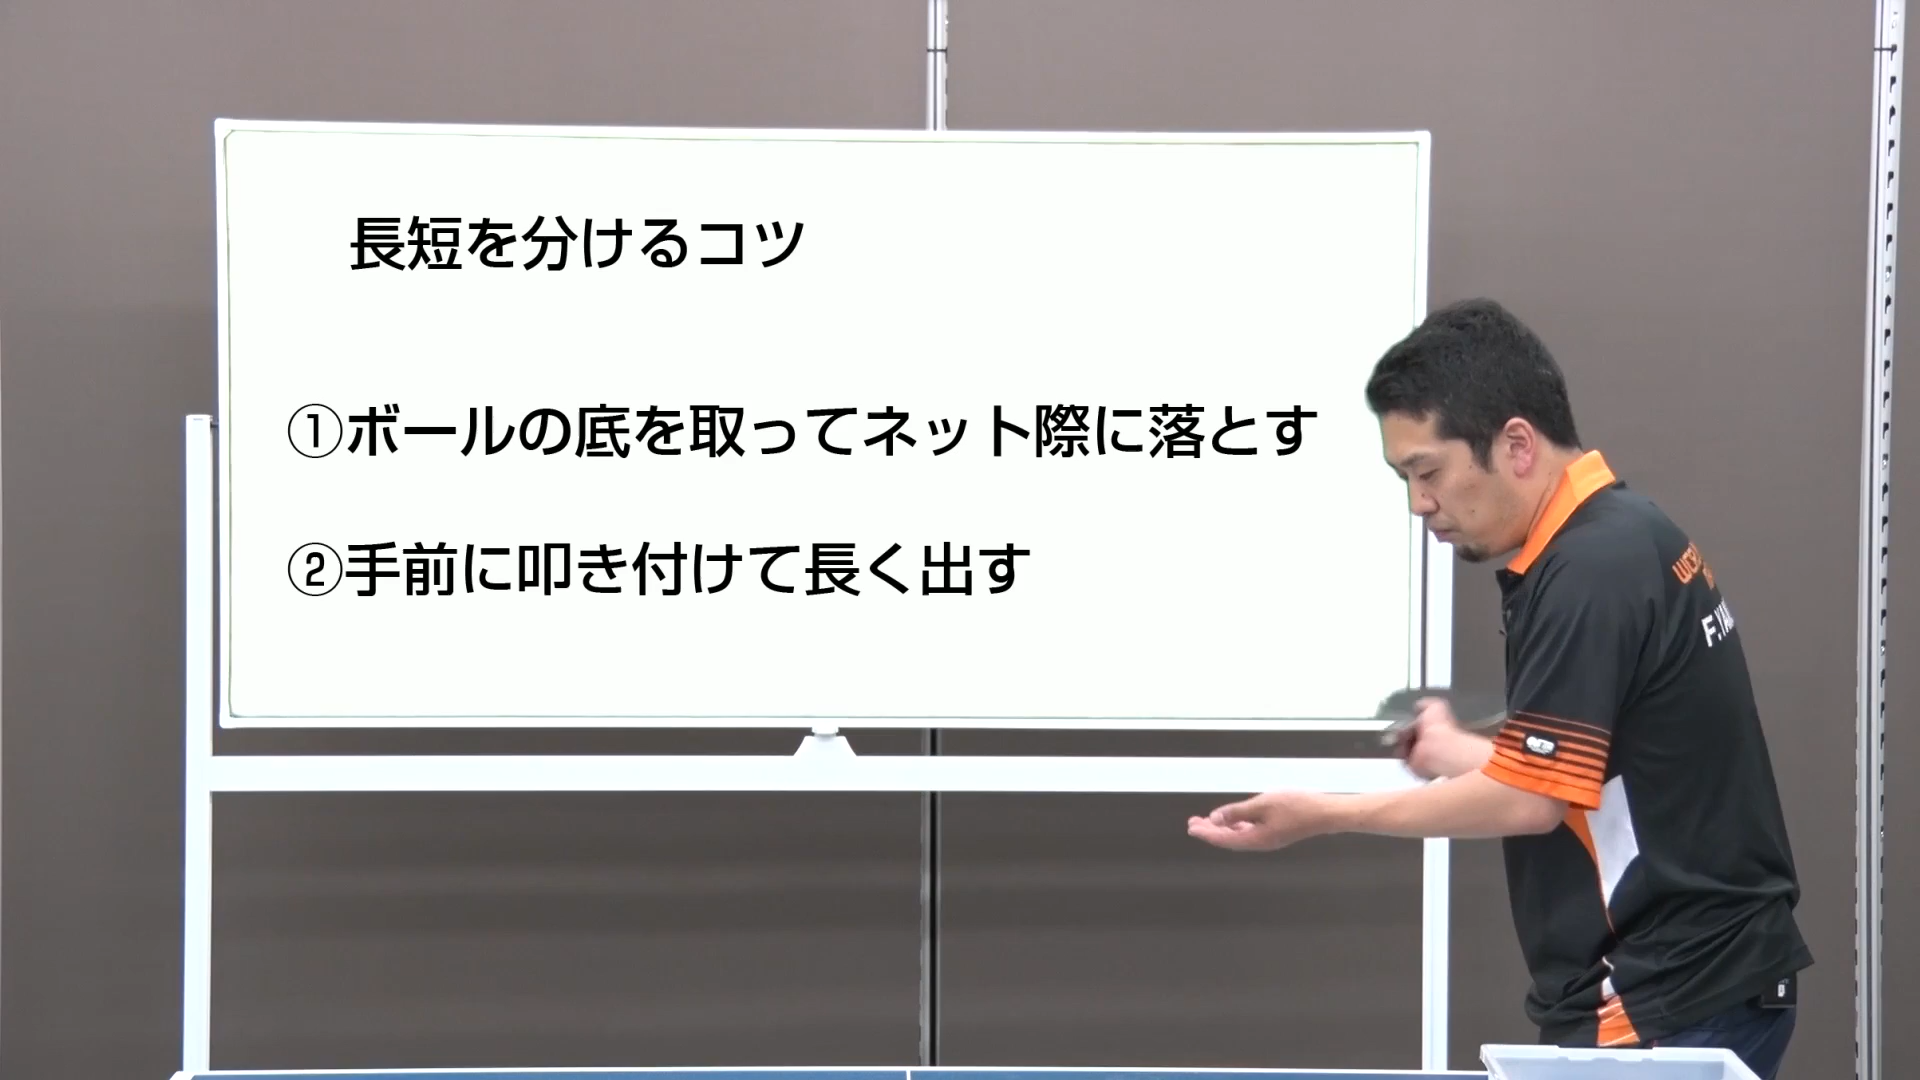 長短を分けるコツ
①ボールの底を取ってネット際に落とす
②手前に叩き付けて長く出す